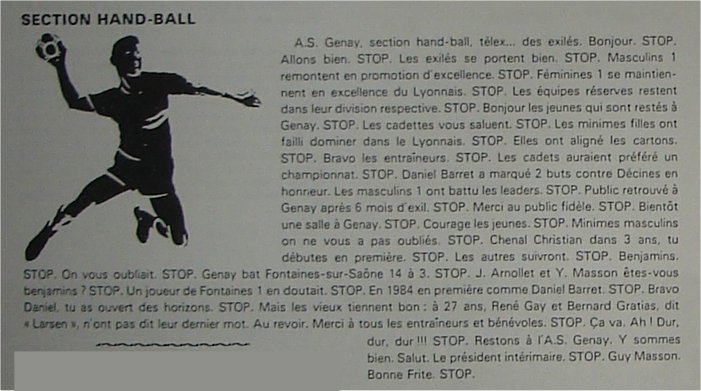 SECTION HAND-BALL
A.S. Genay, section hand-ball, télex... des exilés. Bonjour. STOP.
Allons bien. STOP. Les exilés se portent bien. STOP. Masculins 1
remontent en promotion d'excellence. STOP. Féminines 1 se maintien-
nent en excellence du Lyonnais. STOP. Les équipes réserves restent
dans leur division respective. STOP. Bonjour les jeunes qui sont restés à
Genay. STOP. Les cadettes vous saluent. STOP. Les minimes filles ont
failli dominer dans le Lyonnais. STOP. Elles ont aligné les cartons.
STOP. Bravo les entraîneurs. STOP. Les cadets auraient préféré un
championnat. STOP. Daniel Barret a marqué 2 buts contre Décines en
honneur. Les masculins 1 ont battu les leaders. STOP. Public retrouvé à
Genay après 6 mois d'exil. STOP. Merci au public fidèle. STOP. Bientôt
une salle à Genay. STOP. Courage les jeunes. STOP. Minimes masculins
on ne vous a pas oubliés. STOP. Chenal Christian dans 3 ans, tu
débutes en première. STOP. Les autres suivront. STOP. Benjamins.
STOP. On vous oubliait. STOP. Genay bat Fontaines-sur-Saône 14 à 3. STOP. J. Arnollet et Y. Masson êtes-vous
benjamins ? STOP. Un joueur de Fontaines 1 en doutait. STOP. En 1984 en première comme Daniel Barret. STOP. Bravo
Daniel, tu as ouvert des horizons. STOP. Mais les vieux tiennent bon : à 27 ans, René Gay et Bernard Gratias, dit
« Larsen », n'ont pas dit leur dernier mot. Au revoir. Merci à tous les entraîneurs et bénévoles. STOP. Ça va. Ah ! Dur,
dur, dur !!! STOP. Restons à l'A.S. Genay. Y sommes
bien. Salut. Le président intérimaire. STOP. Guy Masson.
Bonne Frite. STOP.